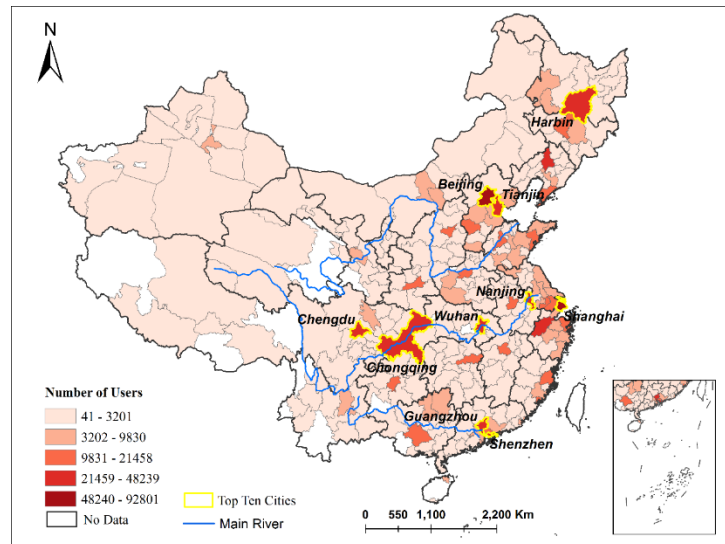 N
Harbin
Beijing
Tianjin
Nanjing
Shanghai
Wuhan
Chengdu
Chongqing
Guangzhou
Shenzhen
Number of Users
41 - 3201
3202 - 9830
9831 - 21458
21459 - 48239
48240 - 92801
No Data
Top Ten Cities
Main River
0 550 1,100 2,200 Km